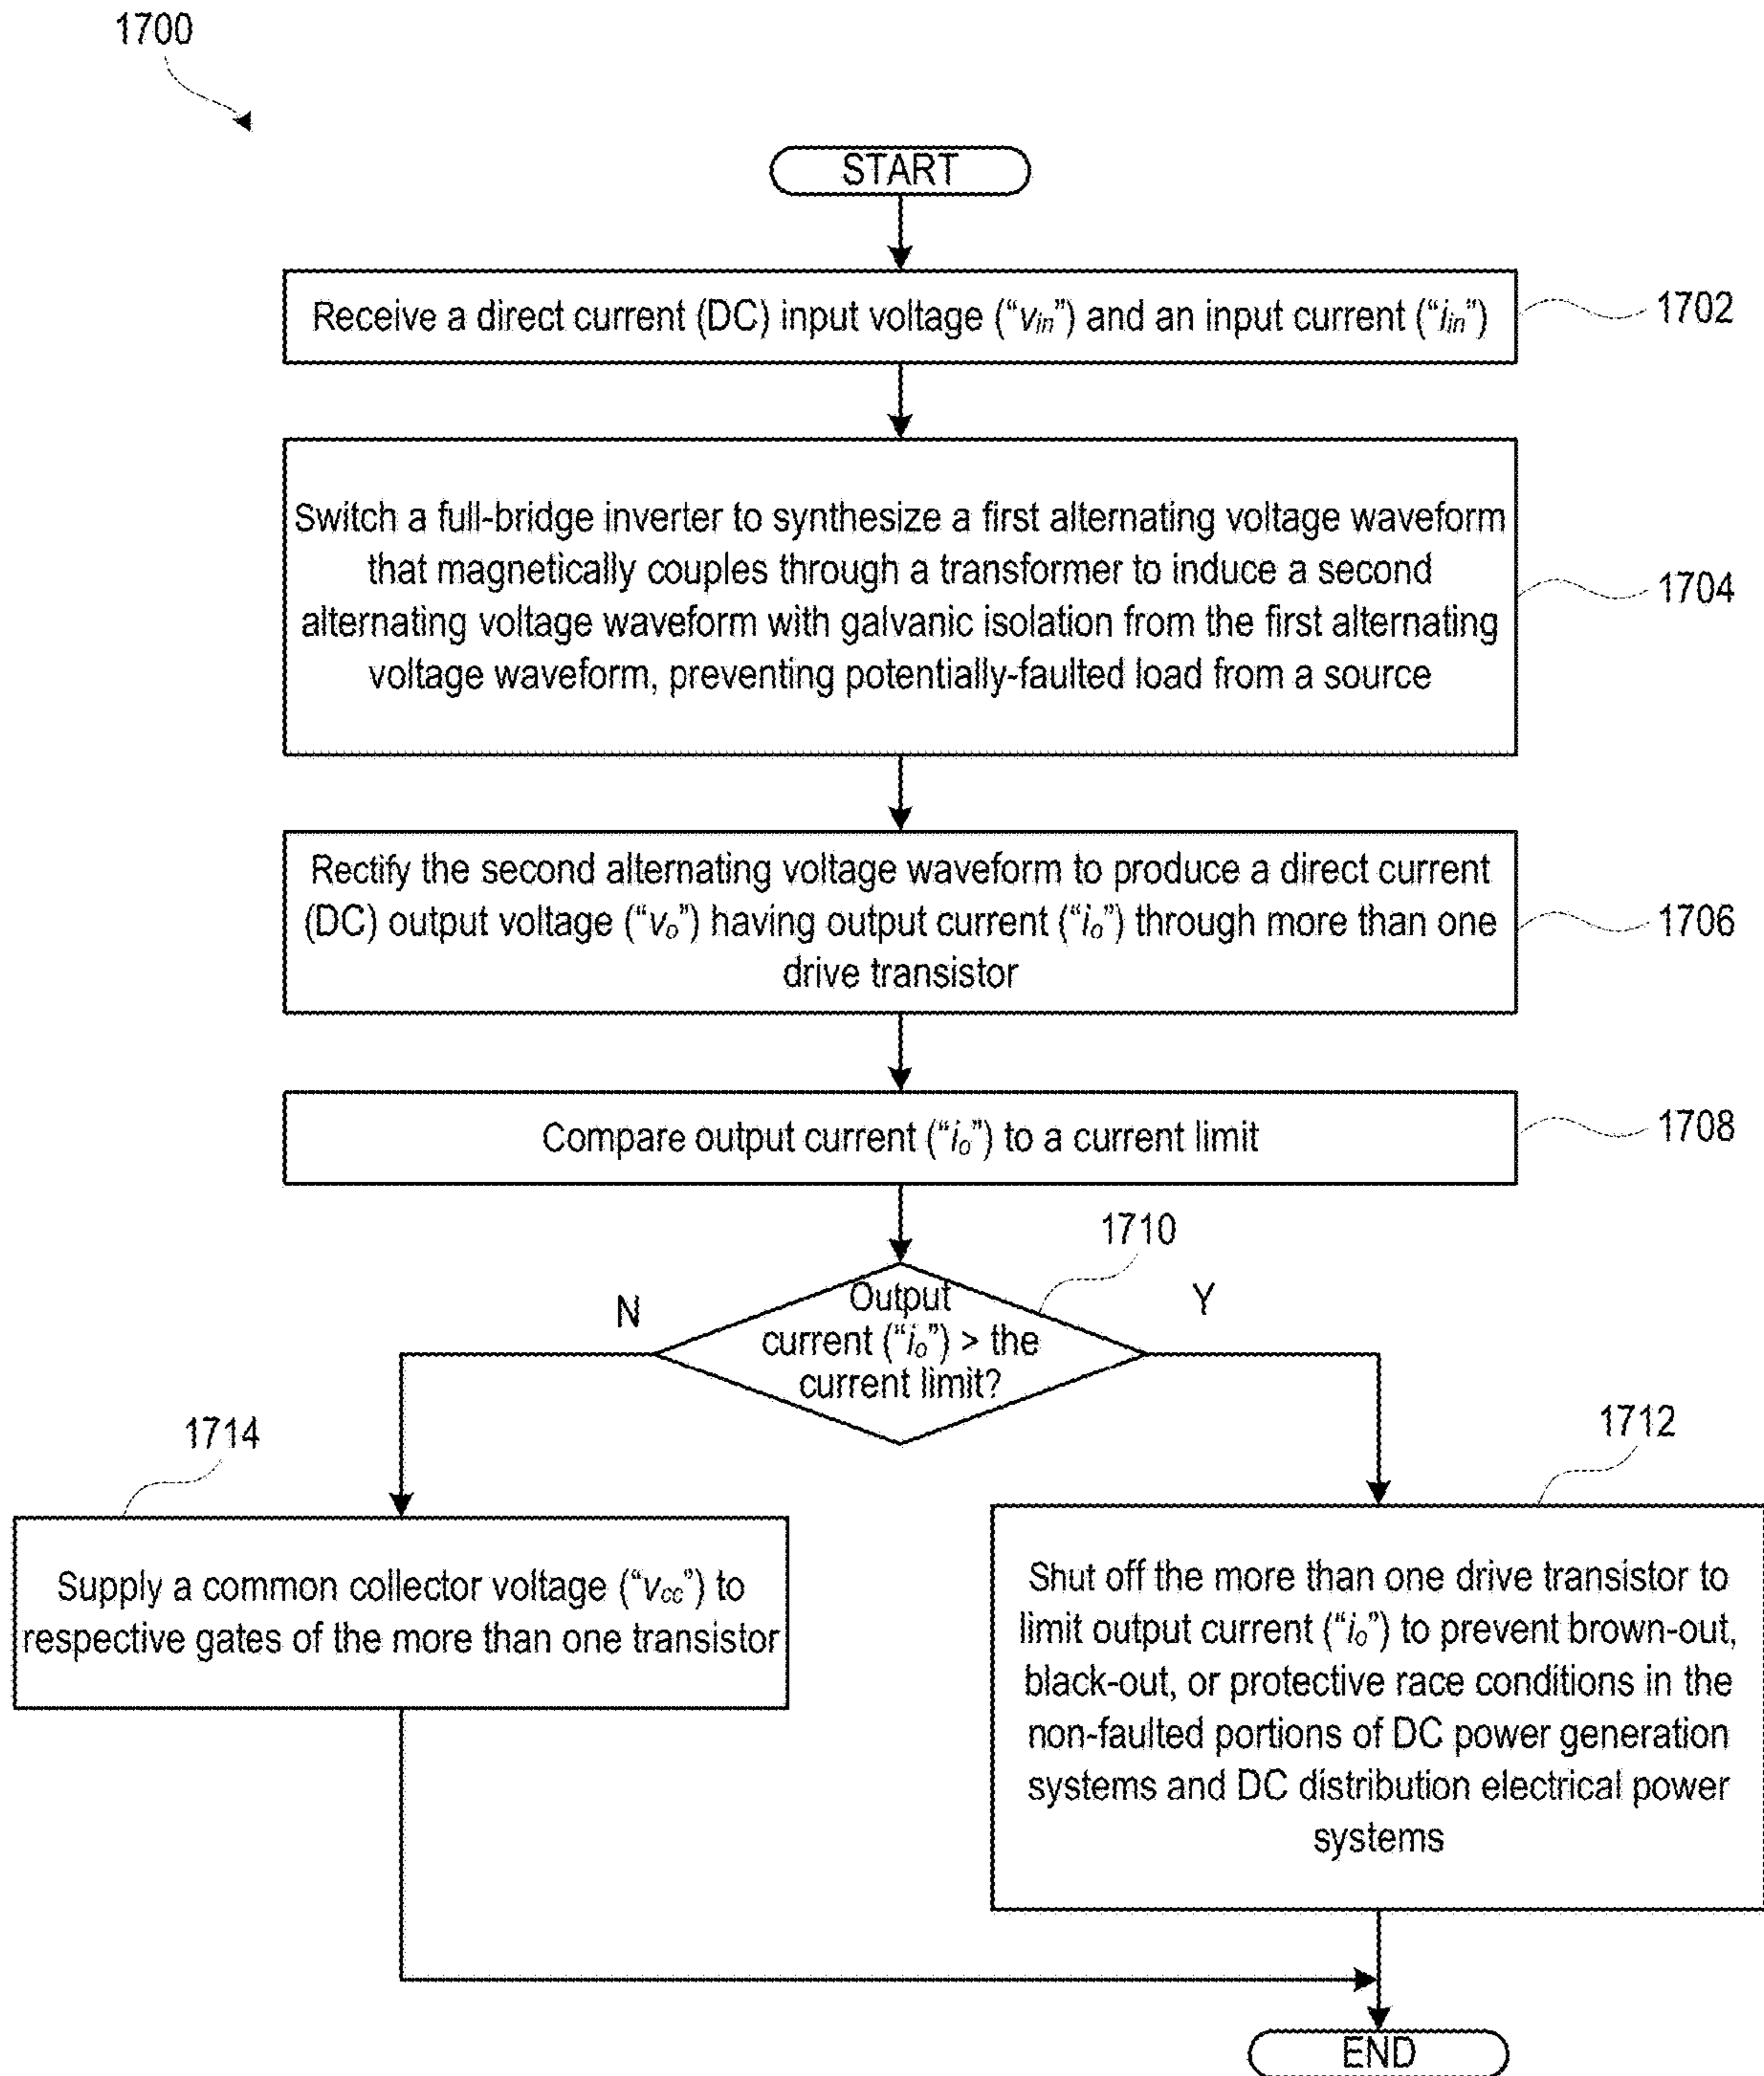 1700
START
Receive a direct current (DC) input voltage (“vin”) and an input current (“iin”)
1702
Switch a full-bridge inverter to synthesize a first alternating voltage waveform
that magnetically couples through a transformer to induce a second
alternating voltage waveform with galvanic isolation from the first alternating
voltage waveform, preventing potentially-faulted load from a source
1704
Rectify the second alternating voltage waveform to produce a direct current
(DC) output voltage (“vo”) having output current (“io”) through more than one
drive transistor
1706
Compare output current (“io”) to a current limit
1708
1710
Output
current (“io”) > the
current limit?
N
Y
1714
Supply a common collector voltage (“vcc”) to
respective gates of the more than one transistor
1712
Shut off the more than one drive transistor to
limit output current (“io”) to prevent brown-out,
black-out, or protective race conditions in the
non-faulted portions of DC power generation
systems and DC distribution electrical power
systems
END